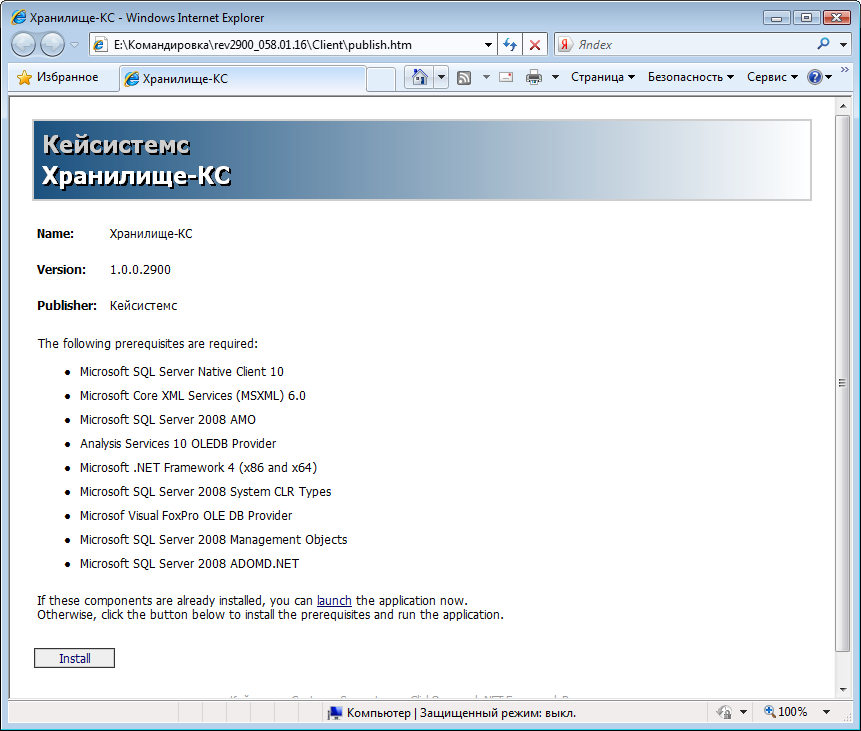 Хранилище-КС - Windows Internet Explorer
E:\Командировка\rev2900_058.01.16\Client\publish.htm
Яndex
Избранное
Хранилище-КС
Страница
Безопасность
Сервис
Кейсистемс
Хранилище-КС
Name: Хранилище-КС
Version: 1.0.0.2900
Publisher: Кейсистемс
The following prerequisites are required:
• Microsoft SQL Server Native Client 10
• Microsoft Core XML Services (MSXML) 6.0
• Microsoft SQL Server 2008 AMO
• Analysis Services 10 OLEDB Provider
• Microsoft .NET Framework 4 (x86 and x64)
• Microsoft SQL Server 2008 System CLR Types
• Microsof Visual FoxPro OLE DB Provider
• Microsoft SQL Server 2008 Management Objects
• Microsoft SQL Server 2008 ADOMD.NET
If these components are already installed, you can launch the application now.
Otherwise, click the button below to install the prerequisites and run the application.
Install
Компьютер | Защищенный режим: выкл.
100%